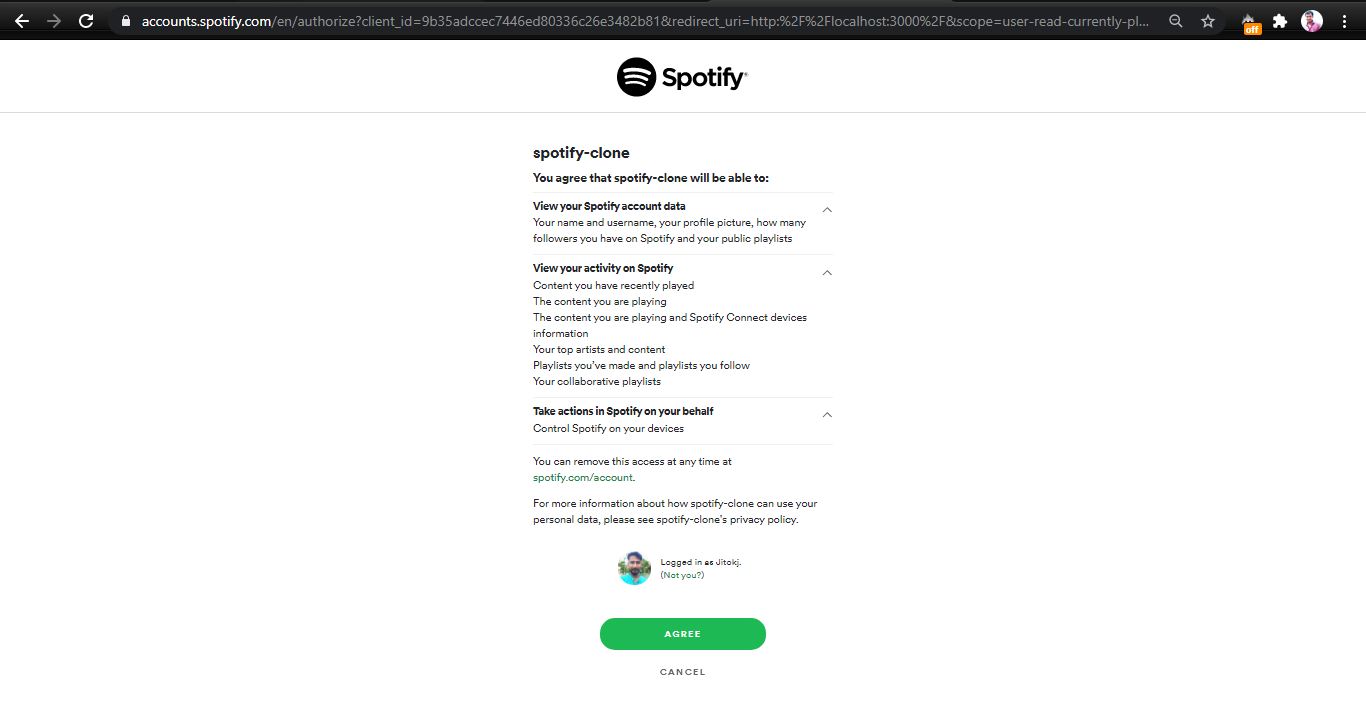 accounts.spotify.com/en/authorize?client_id=9b35adccec7446ed80336c26e3482b81&redirect_uri=http:%2F%2Flocalhost:3000%2F&scope=user-read-currently-pl...
off
Spotify®
spotify-clone
You agree that spotify-clone will be able to:
View your Spotify account data
Your name and username, your profile picture, how many
followers you have on Spotify and your public playlists
View your activity on Spotify
Content you have recently played
The content you are playing
The content you are playing and Spotify Connect devices
information
Your top artists and content
Playlists you've made and playlists you follow
Your collaborative playlists
Take actions in Spotify on your behalf
Control Spotify on your devices
You can remove this access at any time at
spotify.com/account.
For more information about how spotify-clone can use your
personal data, please see spotify-clone's privacy policy.
Logged in as Jitokj.
(Not you?)
AGREE
CANCEL